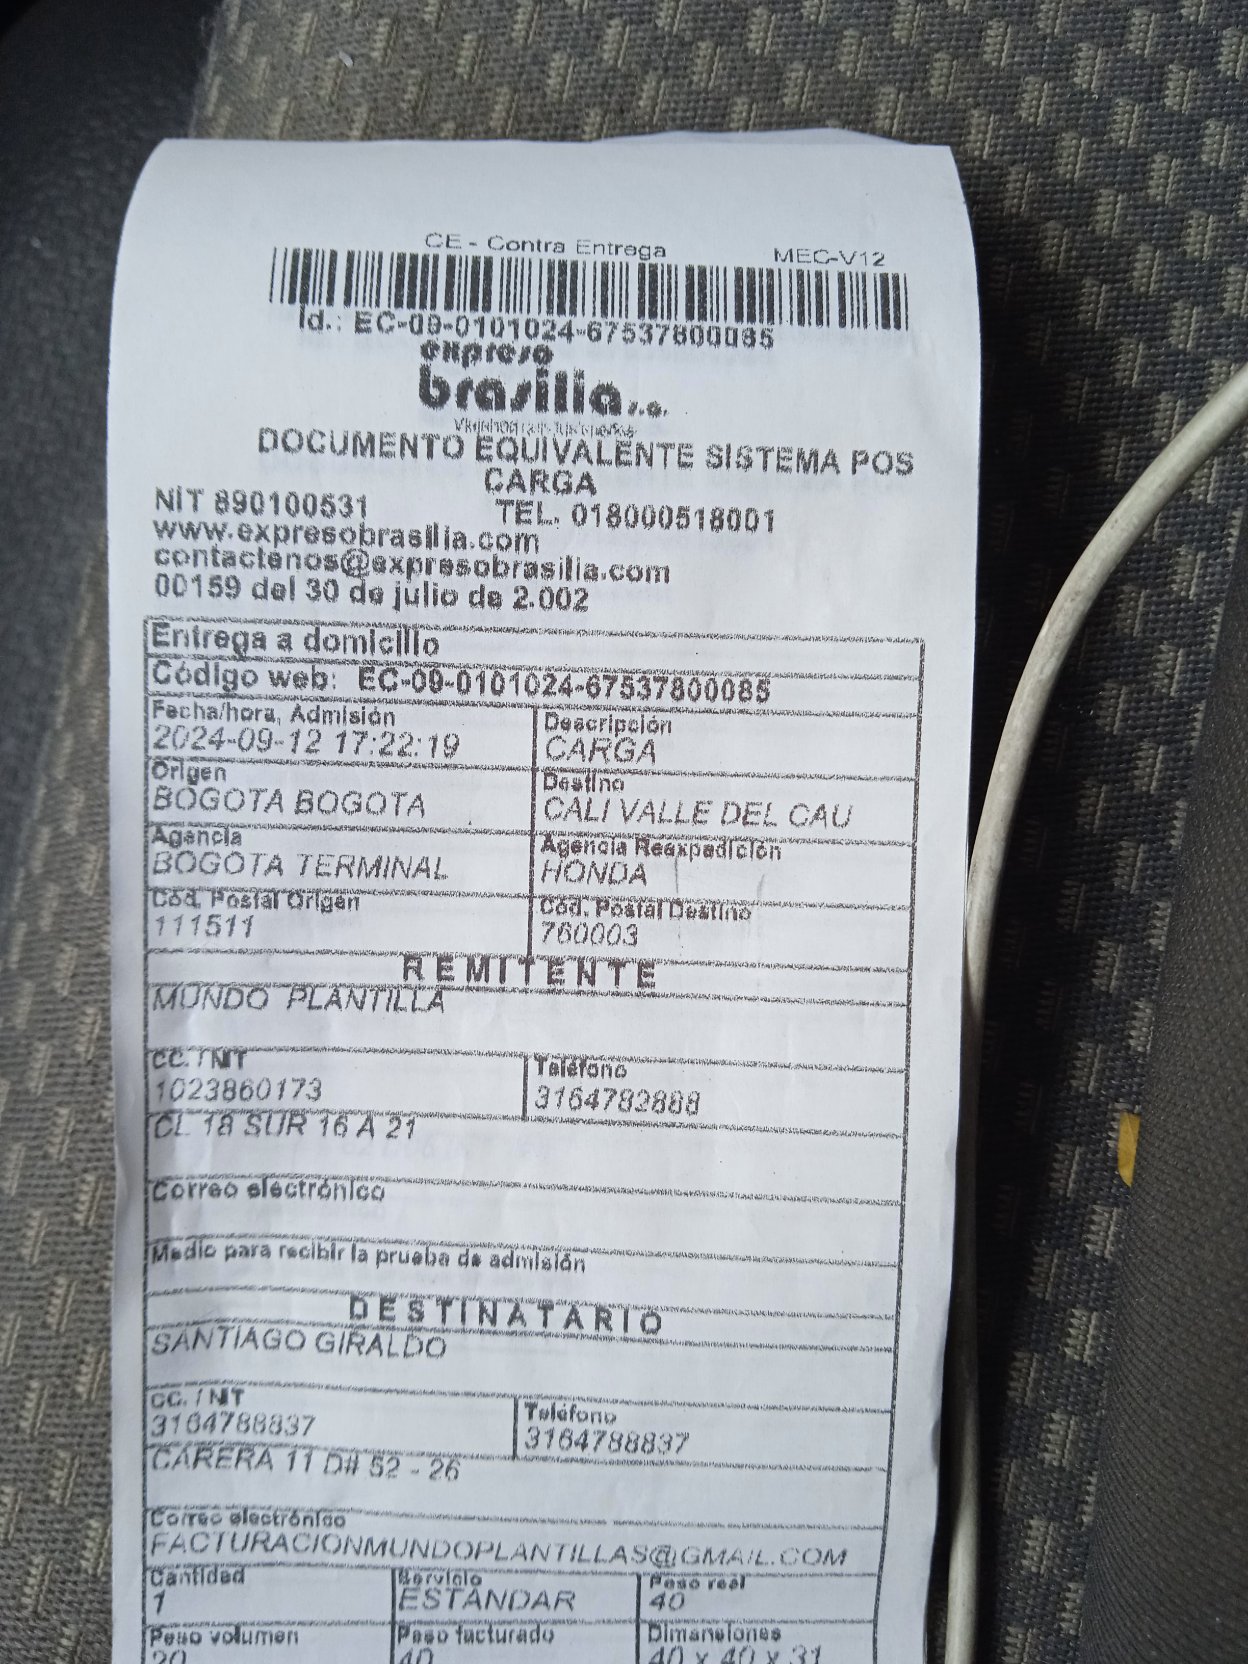 CE - Contra Entrega MEC-V12
Id.: EC-09-0101024-67537800085
expreso
brasilia s.a.
DOCUMENTO EQUIVALENTE SISTEMA POS
CARGA
NIT 890100531 TEL. 018000518001
www.expresobrasilia.com
contactenos@expresobrasilia.com
00159 del 30 de julio de 2.002
Entrega a domicilio
Código web: EC-09-0101024-67537800085
Fecha/hora, Admisión Descripción
2024-09-12 17:22:19 CARGA
Origen Destino
BOGOTA BOGOTA CALI VALLE DEL CAU
Agencia Agencia Reexpedición
BOGOTA TERMINAL HONDA
Cód. Postal Origen Cód. Postal Destino
111511 760003
REMITENTE
MUNDO PLANTILLA
CC. / NIT Teléfono
1023860173 3164782888
CL 18 SUR 16 A 21
Correo electrónico
Medio para recibir la prueba de admisión
DESTINATARIO
SANTIAGO GIRALDO
CC. / NIT Teléfono
3164788837 3164788837
CARERA 11 D# 52 - 26
Correo electrónico
FACTURACIONMUNDOPLANTILLAS@GMAIL.COM
Cantidad Servicio Peso real
1 ESTANDAR 40
Peso volumen Peso facturado Dimensiones
20 40 40 x 40 x 31